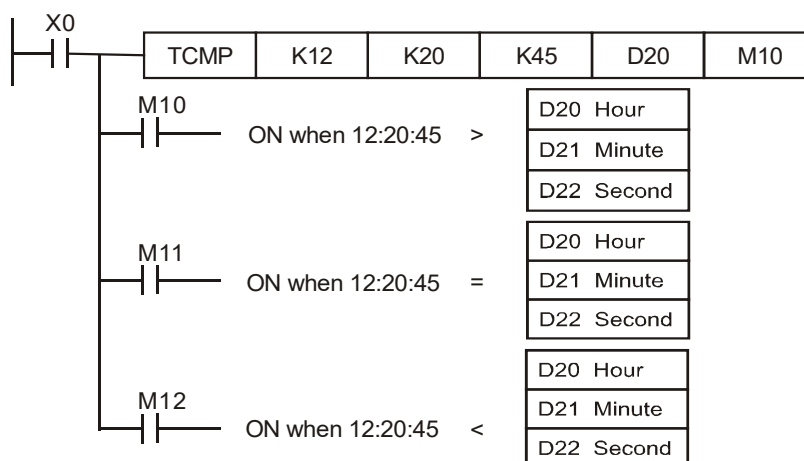 X0
TCMP K12 K20 K45 D20 M10
M10
ON when 12:20:45 >
D20 Hour
D21 Minute
D22 Second
M11
ON when 12:20:45 =
D20 Hour
D21 Minute
D22 Second
M12
ON when 12:20:45 <
D20 Hour
D21 Minute
D22 Second